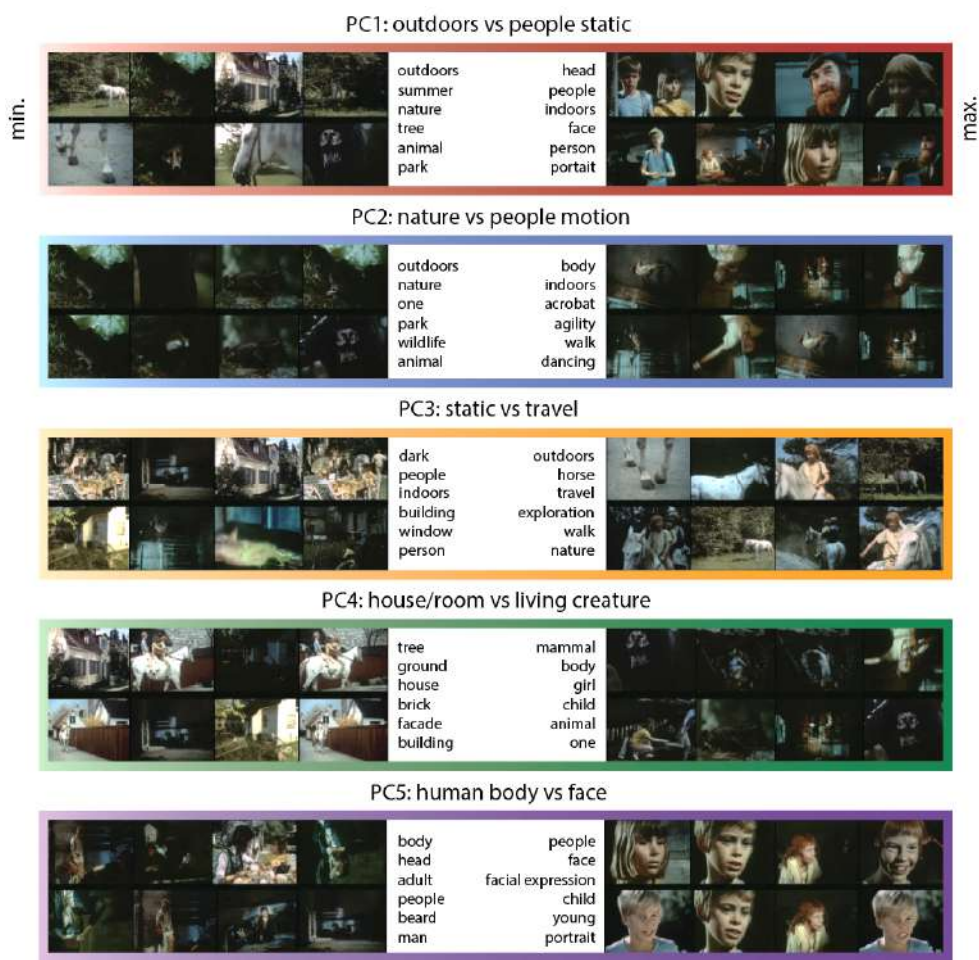 PC1: outdoors vs people static
min.
outdoors head
summer people
nature indoors
tree face
animal person
park portait
max.
PC2: nature vs people motion
outdoors body
nature indoors
one acrobat
park agility
wildlife walk
animal dancing
PC3: static vs travel
dark outdoors
people horse
indoors travel
building exploration
window walk
person nature
PC4: house/room vs living creature
tree mammal
ground body
house girl
brick child
facade animal
building one
PC5: human body vs face
body people
head face
adult facial expression
people child
beard young
man portrait